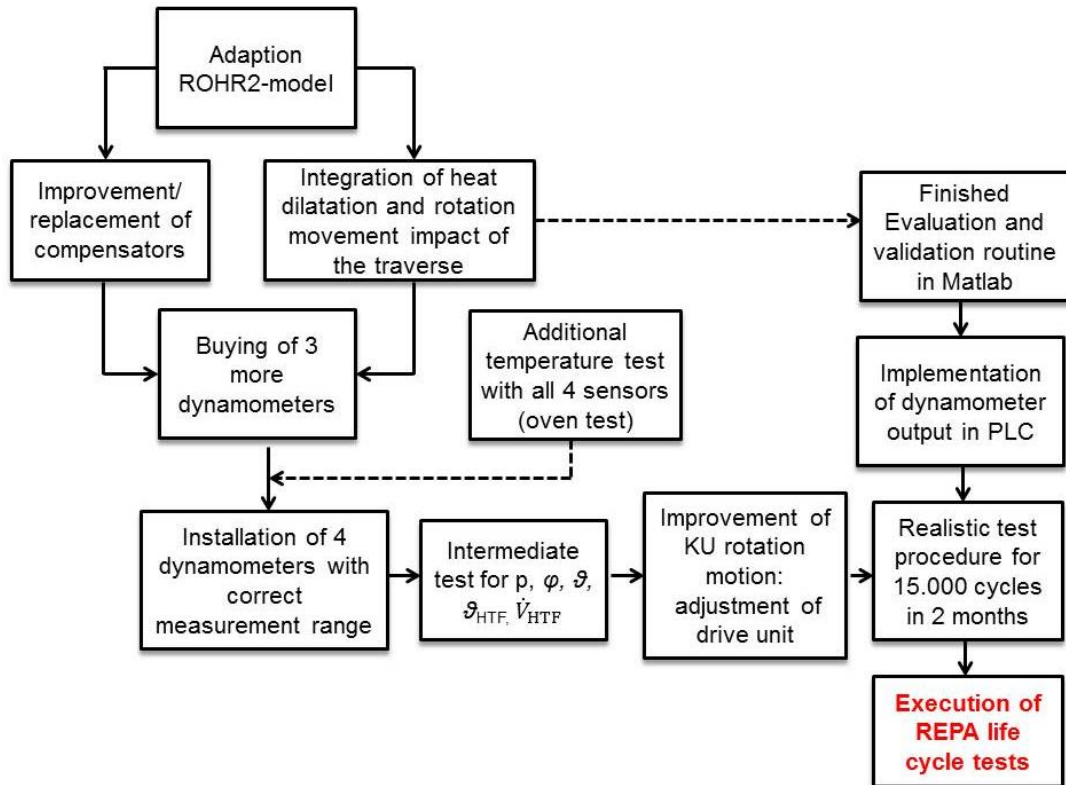 Adaption
ROHR2-model
Improvement/
replacement of
compensators
Integration of heat
dilatation and rotation
movement impact of
the traverse
Finished
Evaluation and
validation routine
in Matlab
Buying of 3
more
dynamometers
Additional
temperature test
with all 4 sensors
(oven test)
Implementation
of dynamometer
output in PLC
Installation of 4
dynamometers with
correct
measurement range
Intermediate
test for p, φ, ϑ,
ϑHTF, V̇HTF
Improvement of
KU rotation
motion:
adjustment of
drive unit
Realistic test
procedure for
15.000 cycles
in 2 months
Execution of
REPA life
cycle tests